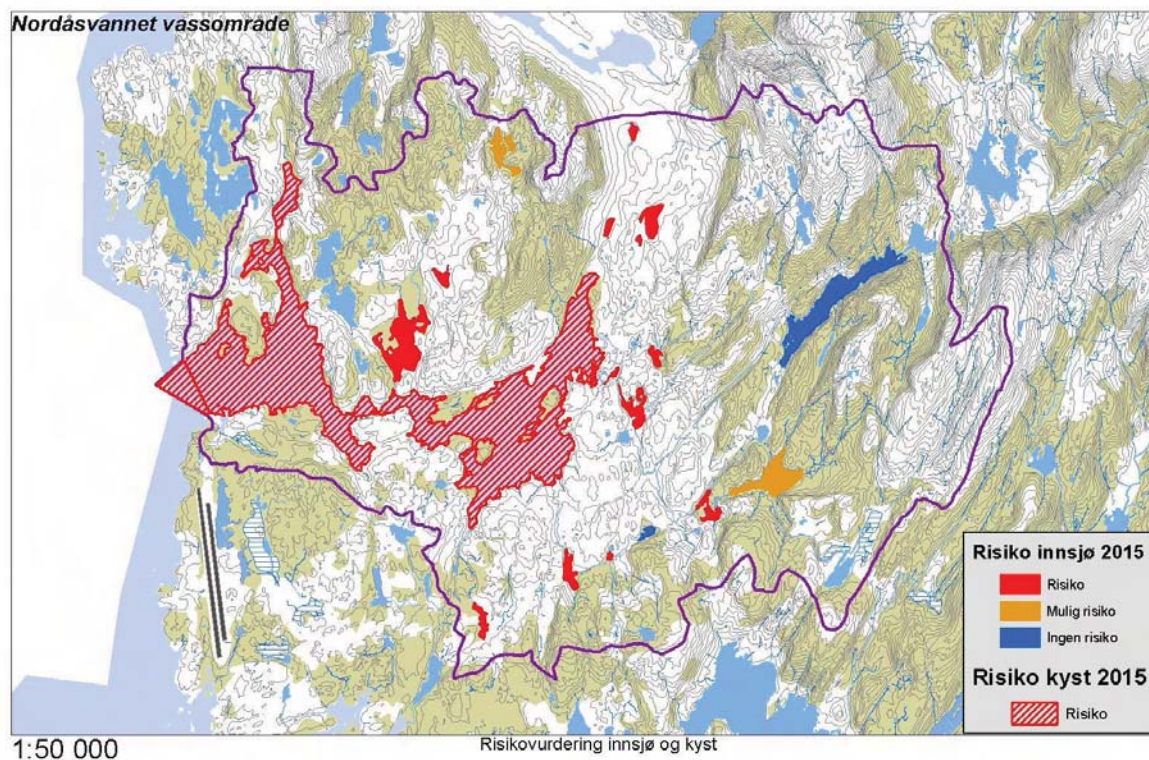 Nordåsvannet vassområde
Risiko innsjø 2015
Risiko
Mulig risiko
Ingen risiko
Risiko kyst 2015
Risiko
1:50 000
Risikovurdering innsjø og kyst